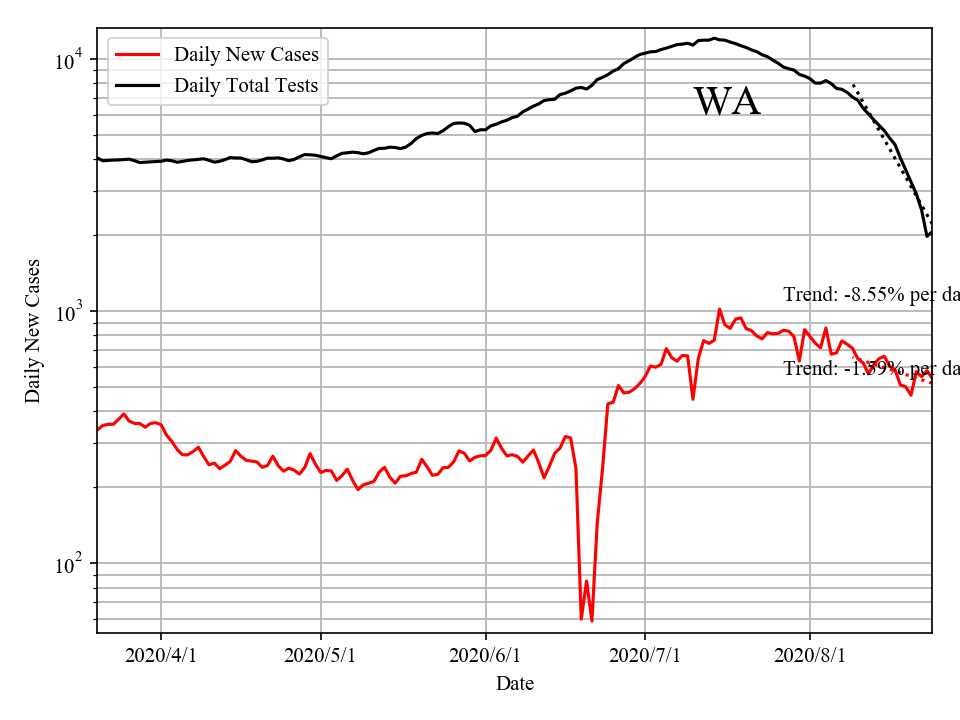 Daily New Cases
Daily Total Tests
WA
Trend: -8.55% per da
Trend: -1.59% per da
10^4
10^3
10^2
Daily New Cases
2020/4/1
2020/5/1
2020/6/1
2020/7/1
2020/8/1
Date